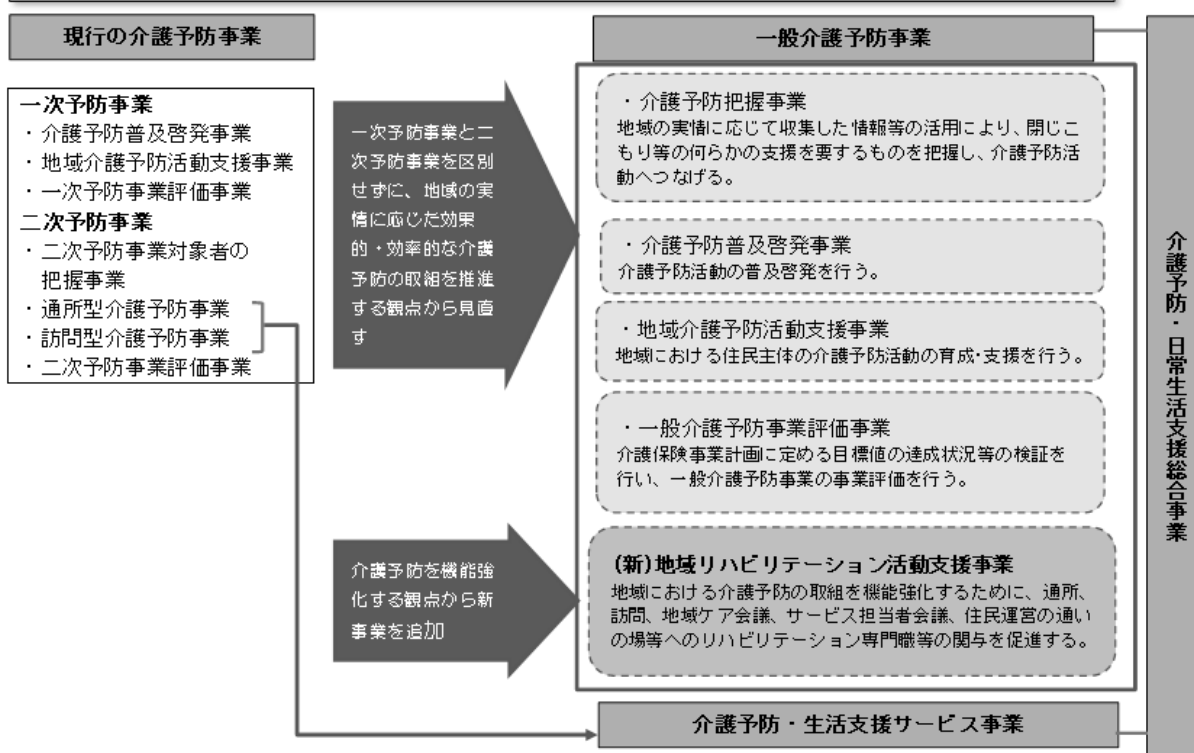 現行の介護予防事業
一次予防事業
・介護予防普及啓発事業
・地域介護予防活動支援事業
・一次予防事業評価事業
二次予防事業
・二次予防事業対象者の
把握事業
・通所型介護予防事業
・訪問型介護予防事業
・二次予防事業評価事業
一次予防事業と二
次予防事業を区別
せずに、地域の実
情に応じた効果
的・効率的な介護
予防の取組を推進
する観点から見直
す
介護予防を機能強
化する観点から新
事業を追加
一般介護予防事業
・介護予防把握事業
地域の実情に応じて収集した情報等の活用により、閉じこ
もり等の何らかの支援を要するものを把握し、介護予防活
動へつなげる。
・介護予防普及啓発事業
介護予防活動の普及啓発を行う。
・地域介護予防活動支援事業
地域における住民主体の介護予防活動の育成・支援を行う。
・一般介護予防事業評価事業
介護保険事業計画に定める目標値の達成状況等の検証を
行い、一般介護予防事業の事業評価を行う。
(新)地域リハビリテーション活動支援事業
地域における介護予防の取組を機能強化するために、通所、
訪問、地域ケア会議、サービス担当者会議、住民運営の通い
の場等へのリハビリテーション専門職等の関与を促進する。
介護予防・生活支援サービス事業
介護予防・日常生活支援総合事業